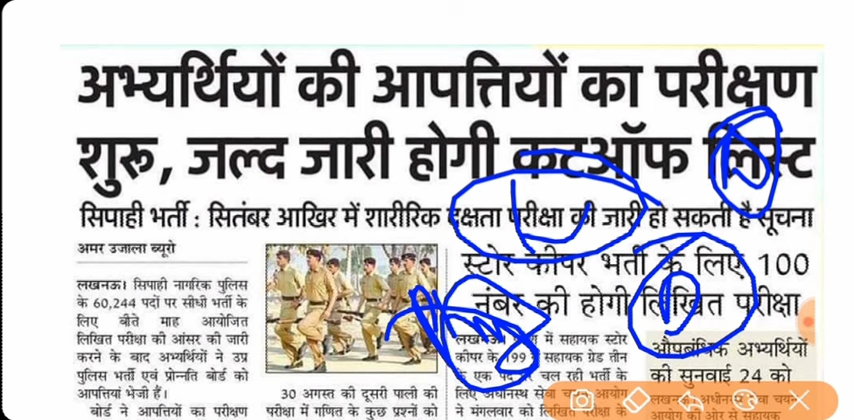 अभ्यर्थियों की आपत्तियों का परीक्षण
शुरू, जल्द जारी होगी कटऑफ लिस्ट
सिपाही भर्ती : सितंबर आखिर में शारीरिक दक्षता परीक्षा की जारी हो सकती है सूचना
अमर उजाला ब्यूरो
लखनऊ। सिपाही नागरिक पुलिस
के 60,244 पदों पर सीधी भर्ती के
लिए बीते माह आयोजित
लिखित परीक्षा की आंसर की जारी
करने के बाद अभ्यर्थियों ने उप्र
पुलिस भर्ती एवं प्रोन्नति बोर्ड को
आपत्तियां भेजी हैं।
बोर्ड ने आपत्तियों का परीक्षण
30 अगस्त की दूसरी पाली की
परीक्षा में गणित के कुछ प्रश्नों को
स्टोर कीपर भर्ती के लिए 100
नंबर की होगी लिखित परीक्षा
में सहायक स्टोर
कीपर के 199 सहायक ग्रेड तीन
के एक पद पर चल रही भर्ती के
लिए अधीनस्थ सेवा आयोग
ने मंगलवार को लिखित परीक्षा के
औपबंधिक अभ्यर्थियों
की सुनवाई 24 को